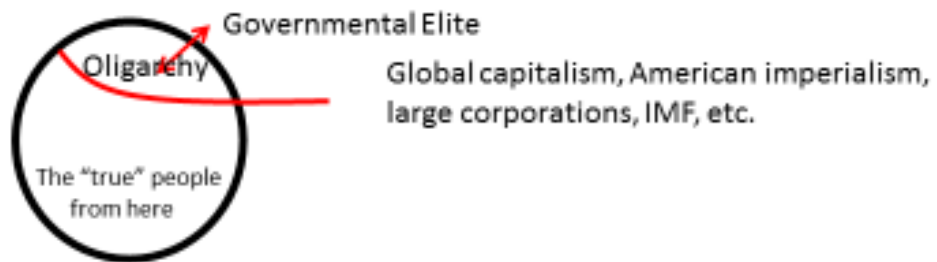 Governmental Elite
Oligarchy
Global capitalism, American imperialism,
large corporations, IMF, etc.
The “true” people
from here